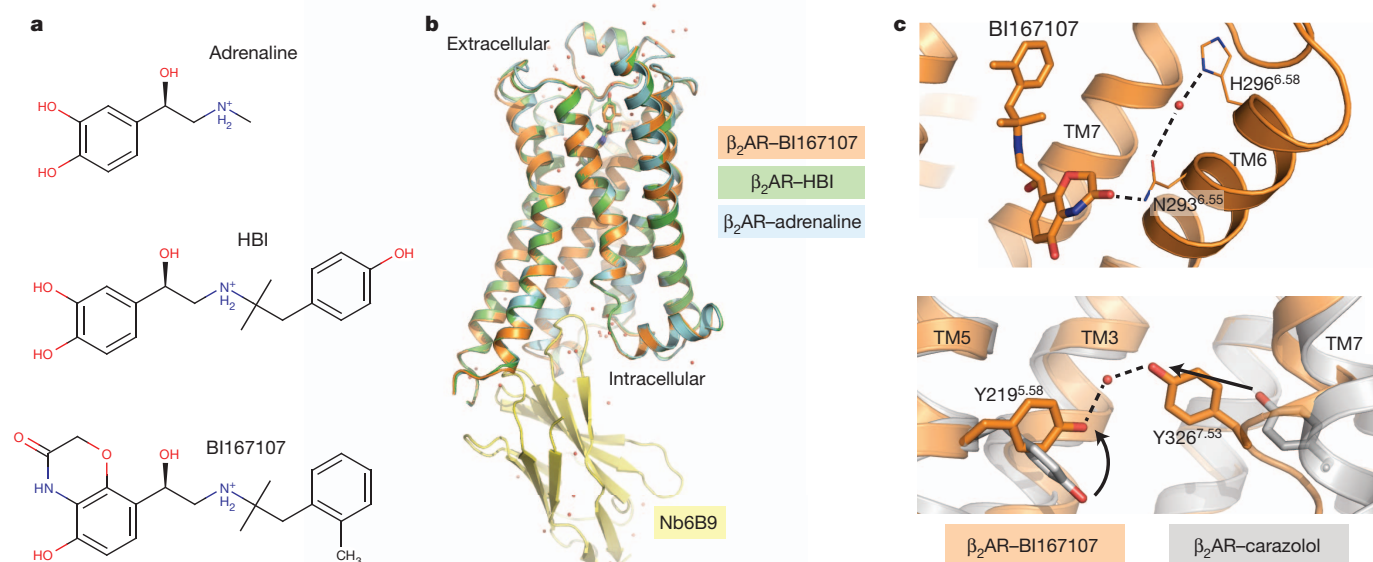 a
Adrenaline
OH
HO
HO
N+
H2
HBI
OH
OH
HO
HO
N+
H2
BI167107
O
O
OH
NH
N+
H2
HO
CH3
b
Extracellular
β2AR–BI167107
β2AR–HBI
β2AR–adrenaline
Intracellular
Nb6B9
c
BI167107
H296^6.58
TM7
TM6
N293^6.55
TM5
TM3
TM7
Y219^5.58
Y326^7.53
β2AR–BI167107
β2AR–carazolol